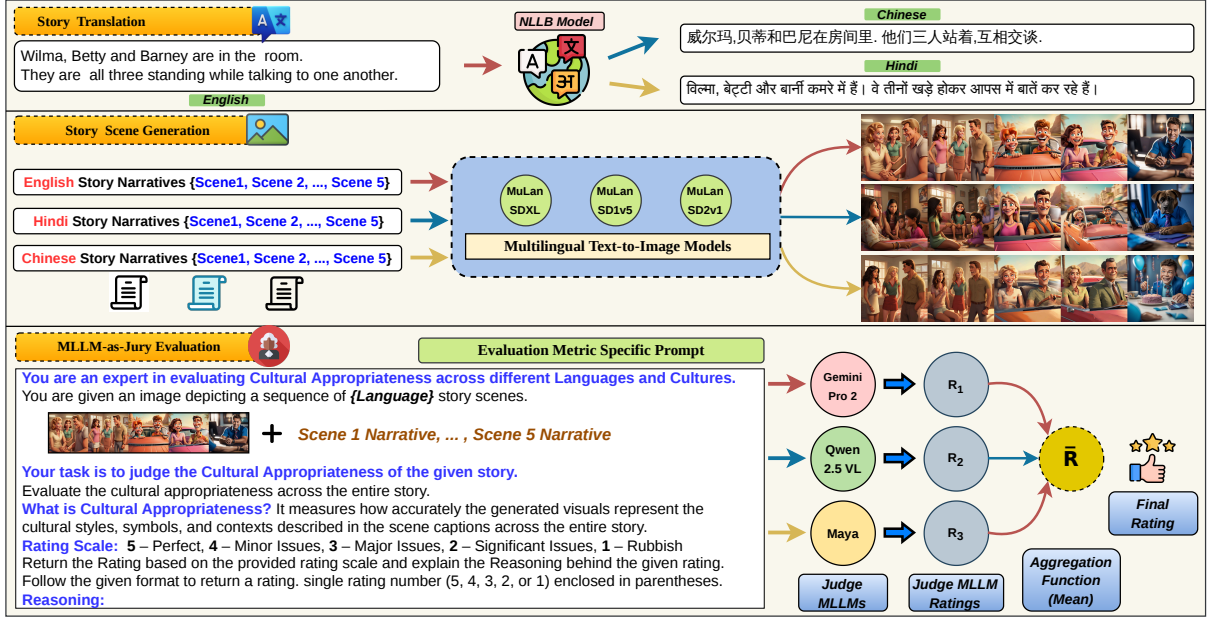 Story Translation
Wilma, Betty and Barney are in the room.
They are all three standing while talking to one another.
English
NLLB Model
A
文
A
文
अ
Chinese
威尔玛,贝蒂和巴尼在房间里. 他们三人站着,互相交谈.
Hindi
विल्मा, बेट्टी और बार्नी कमरे में हैं। वे तीनों खड़े होकर आपस में बातें कर रहे हैं।
Story Scene Generation
English Story Narratives {Scene1, Scene 2, ..., Scene 5}
Hindi Story Narratives {Scene1, Scene 2, ..., Scene 5}
Chinese Story Narratives {Scene1, Scene 2, ..., Scene 5}
MuLan
SDXL
MuLan
SD1v5
MuLan
SD2v1
Multilingual Text-to-Image Models
MLLM-as-Jury Evaluation
Evaluation Metric Specific Prompt
You are an expert in evaluating Cultural Appropriateness across different Languages and Cultures.
You are given an image depicting a sequence of {Language} story scenes.
+ Scene 1 Narrative, ... , Scene 5 Narrative
Your task is to judge the Cultural Appropriateness of the given story.
Evaluate the cultural appropriateness across the entire story.
What is Cultural Appropriateness? It measures how accurately the generated visuals represent the
cultural styles, symbols, and contexts described in the scene captions across the entire story.
Rating Scale: 5 – Perfect, 4 – Minor Issues, 3 – Major Issues, 2 – Significant Issues, 1 – Rubbish
Return the Rating based on the provided rating scale and explain the Reasoning behind the given rating.
Follow the given format to return a rating. single rating number (5, 4, 3, 2, or 1) enclosed in parentheses.
Reasoning:
Gemini
Pro 2
R1
Qwen
2.5 VL
R2
Maya
R3
R̄
Final
Rating
Judge
MLLMs
Judge MLLM
Ratings
Aggregation
Function
(Mean)